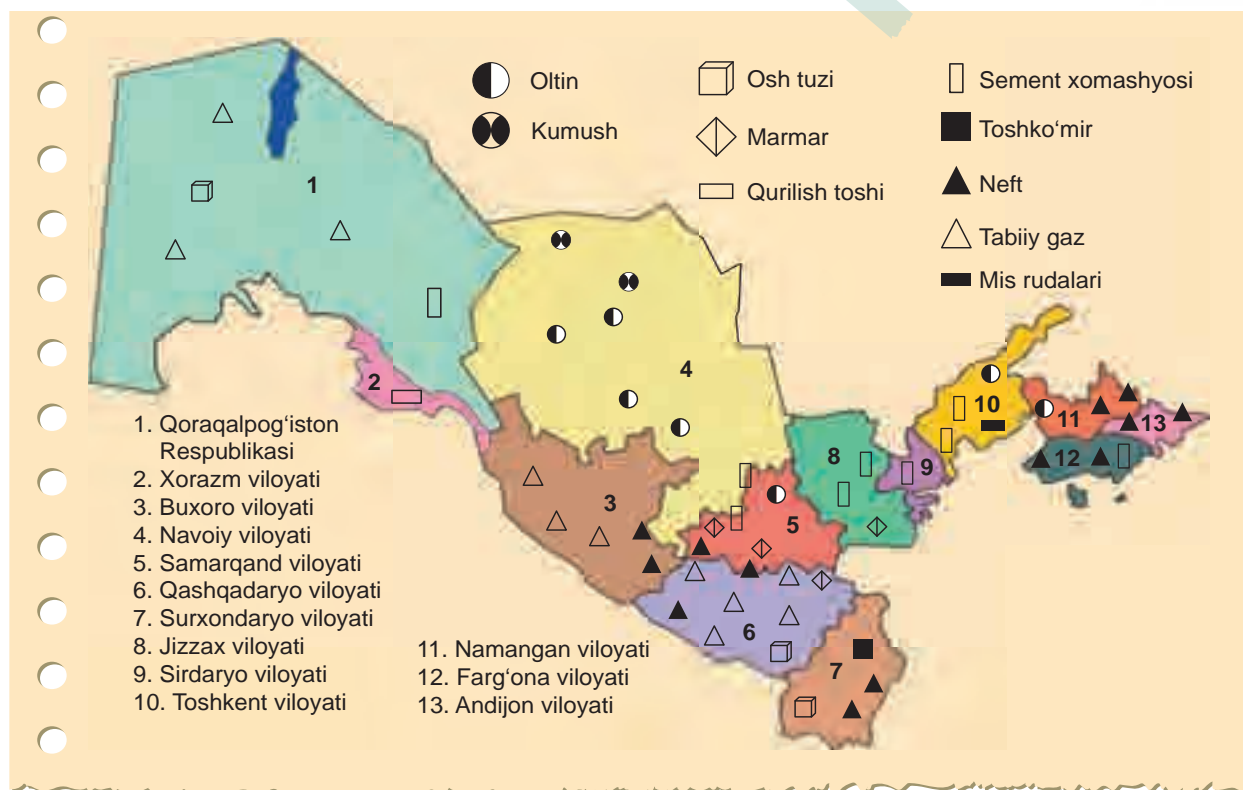 Oltin
Kumush
Osh tuzi
Marmar
Qurilish toshi
Sement xomashyosi
Toshko‘mir
Neft
Tabiiy gaz
Mis rudalari
1
2
3
4
5
6
7
8
9
10
11
12
13
1. Qoraqalpog‘iston
Respublikasi
2. Xorazm viloyati
3. Buxoro viloyati
4. Navoiy viloyati
5. Samarqand viloyati
6. Qashqadaryo viloyati
7. Surxondaryo viloyati
8. Jizzax viloyati
9. Sirdaryo viloyati
10. Toshkent viloyati
11. Namangan viloyati
12. Farg‘ona viloyati
13. Andijon viloyati